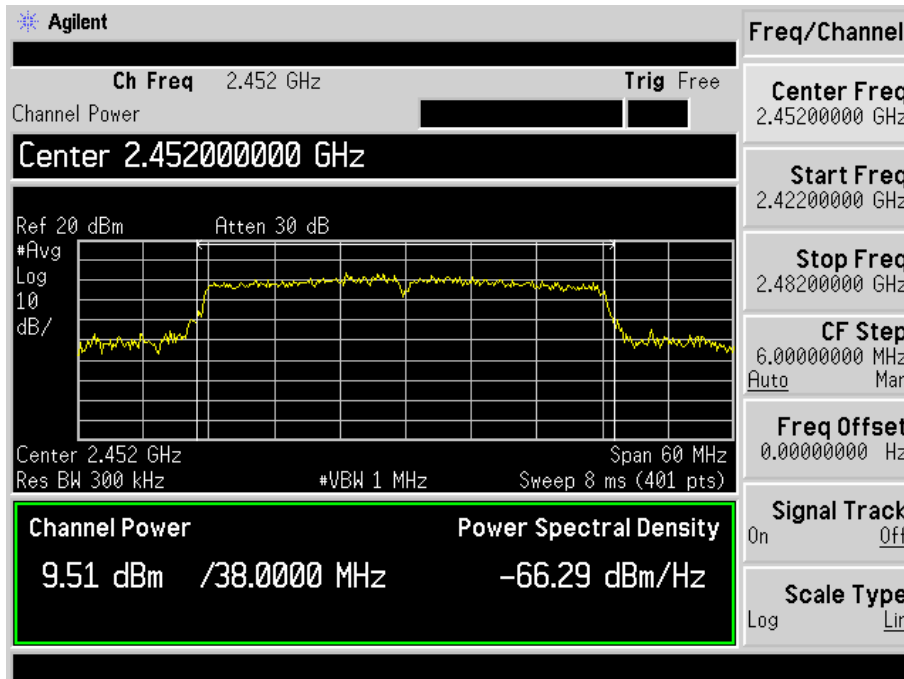 Agilent
Freq/Channel
Ch Freq 2.452 GHz Trig Free
Channel Power
Center 2.452000000 GHz
Ref 20 dBm Atten 30 dB
#Avg
Log
10
dB/
Center 2.452 GHz Span 60 MHz
Res BW 300 kHz #VBW 1 MHz Sweep 8 ms (401 pts)
Channel Power Power Spectral Density
9.51 dBm /38.0000 MHz -66.29 dBm/Hz
Center Freq
2.45200000 GHz
Start Freq
2.42200000 GHz
Stop Freq
2.48200000 GHz
CF Step
6.00000000 MHz
Auto Man
Freq Offset
0.00000000 Hz
Signal Track
On Off
Scale Type
Log Lin